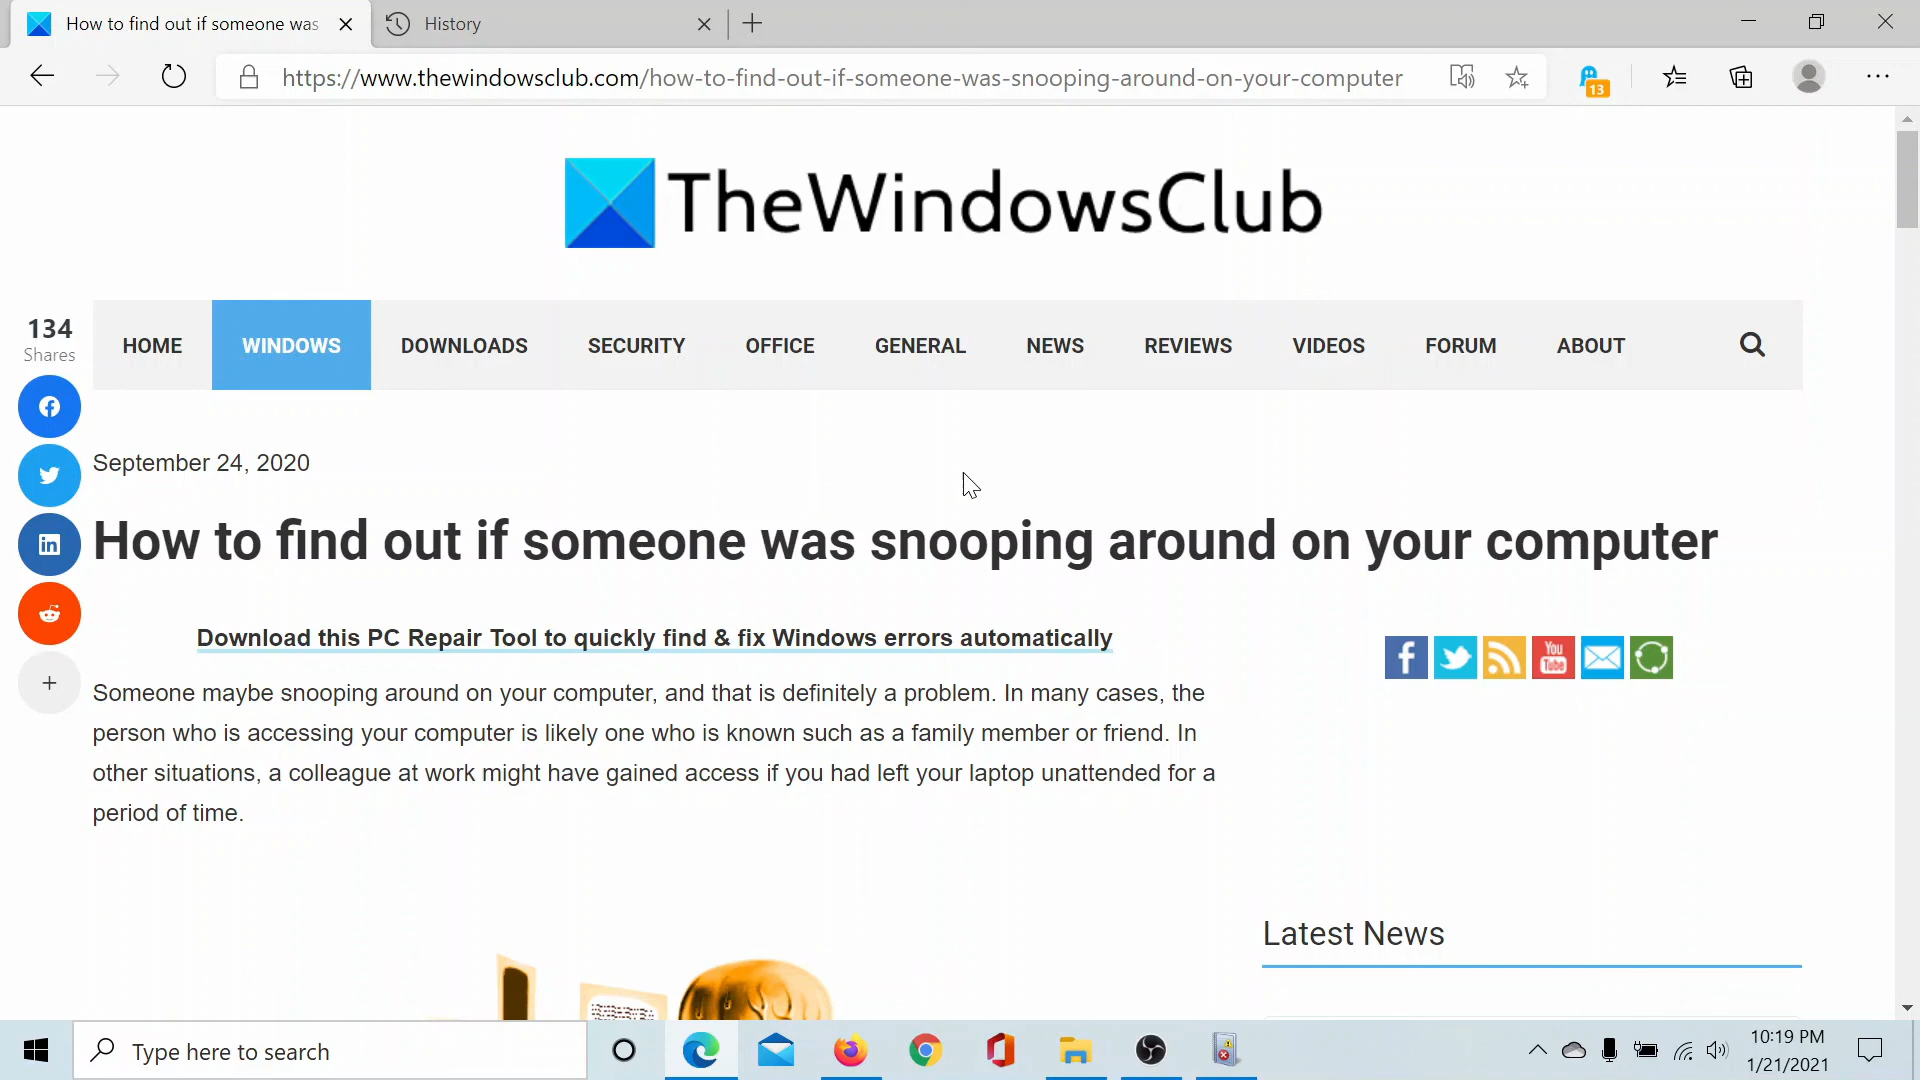 How to find out if someone was
History
https://www.thewindowsclub.com/how-to-find-out-if-someone-was-snooping-around-on-your-computer
13
TheWindowsClub
134
Shares
HOME WINDOWS DOWNLOADS SECURITY OFFICE GENERAL NEWS REVIEWS VIDEOS FORUM ABOUT
September 24, 2020
How to find out if someone was snooping around on your computer
Download this PC Repair Tool to quickly find & fix Windows errors automatically
Someone maybe snooping around on your computer, and that is definitely a problem. In many cases, the
person who is accessing your computer is likely one who is known such as a family member or friend. In
other situations, a colleague at work might have gained access if you had left your laptop unattended for a
period of time.
You
Tube
Latest News
Type here to search
10:19 PM
1/21/2021